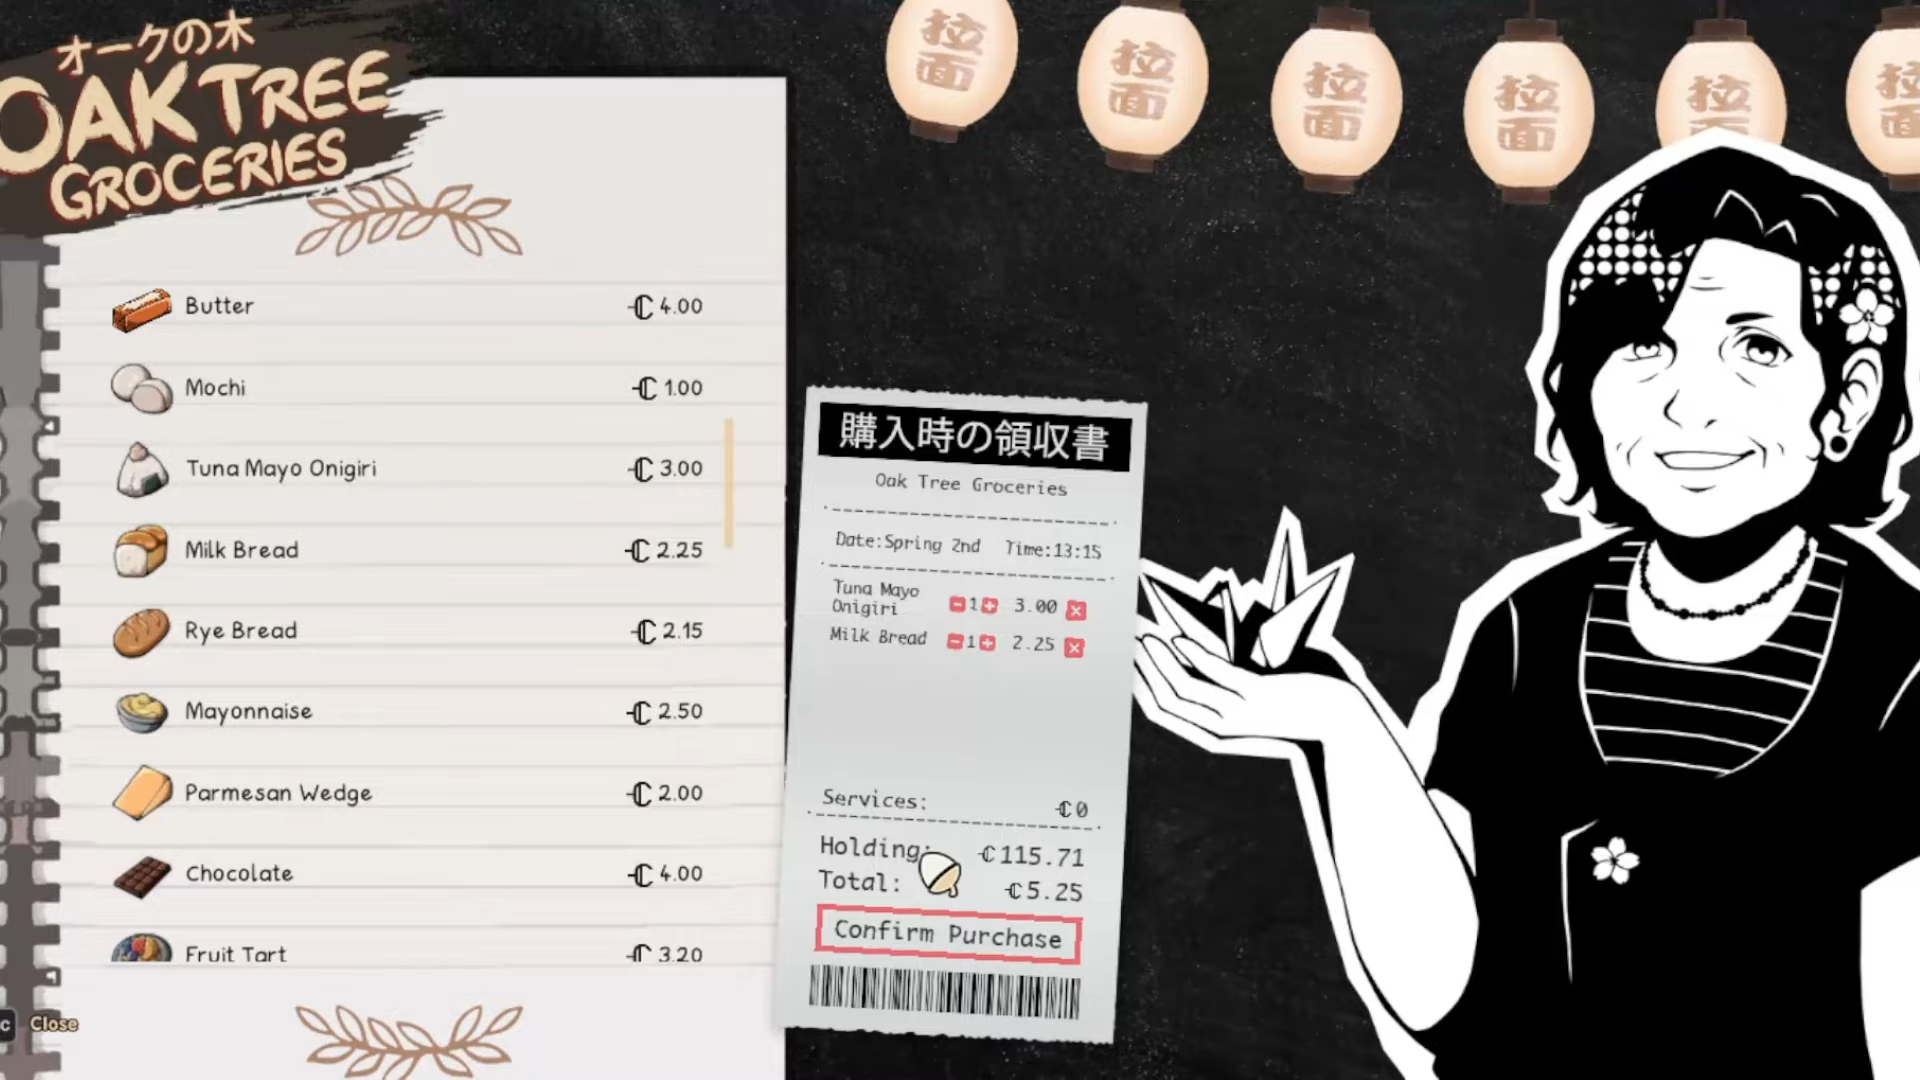 オークの木
OAK TREE
GROCERIES
Butter 4.00
Mochi 1.00
Tuna Mayo Onigiri 3.00
Milk Bread 2.25
Rye Bread 2.15
Mayonnaise 2.50
Parmesan Wedge 2.00
Chocolate 4.00
Fruit Tart 3.20
Close
拉面
拉面
拉面
拉面
拉面
拉面
購入時の領収書
Oak Tree Groceries
Date:Spring 2nd Time:13:15
Tuna Mayo
Onigiri 1 3.00
Milk Bread 1 2.25
Services: 0
Holding: 115.71
Total: 5.25
Confirm Purchase